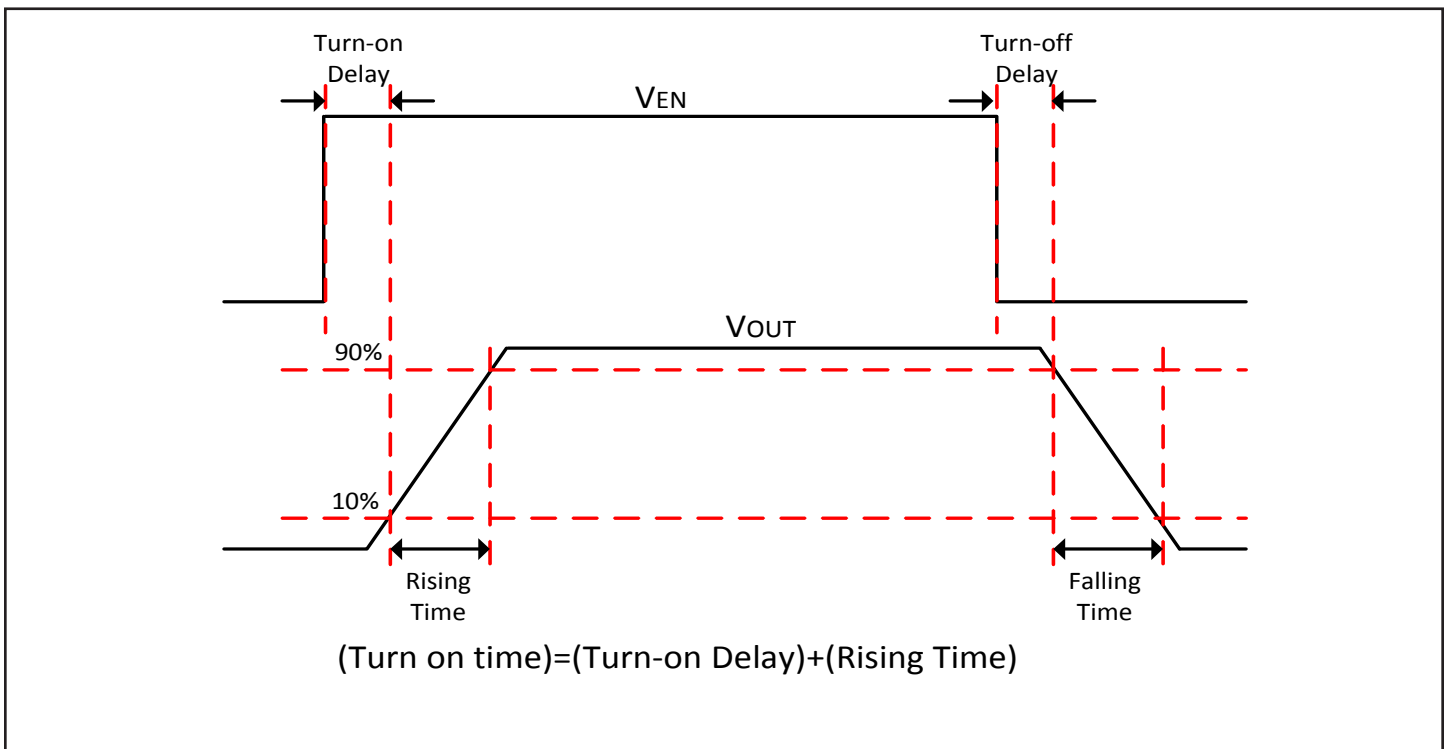 Turn-on
Delay
Turn-off
Delay
VEN
VOUT
90%
10%
Rising
Time
Falling
Time
(Turn on time)=(Turn-on Delay)+(Rising Time)